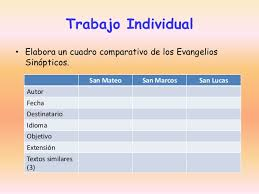 Trabajo Individual
• Elabora un cuadro comparativo de los Evangelios
Sinópticos.
San Mateo San Marcos San Lucas
Autor
Fecha
Destinatario
Idioma
Objetivo
Extensión
Textos similares
(3)